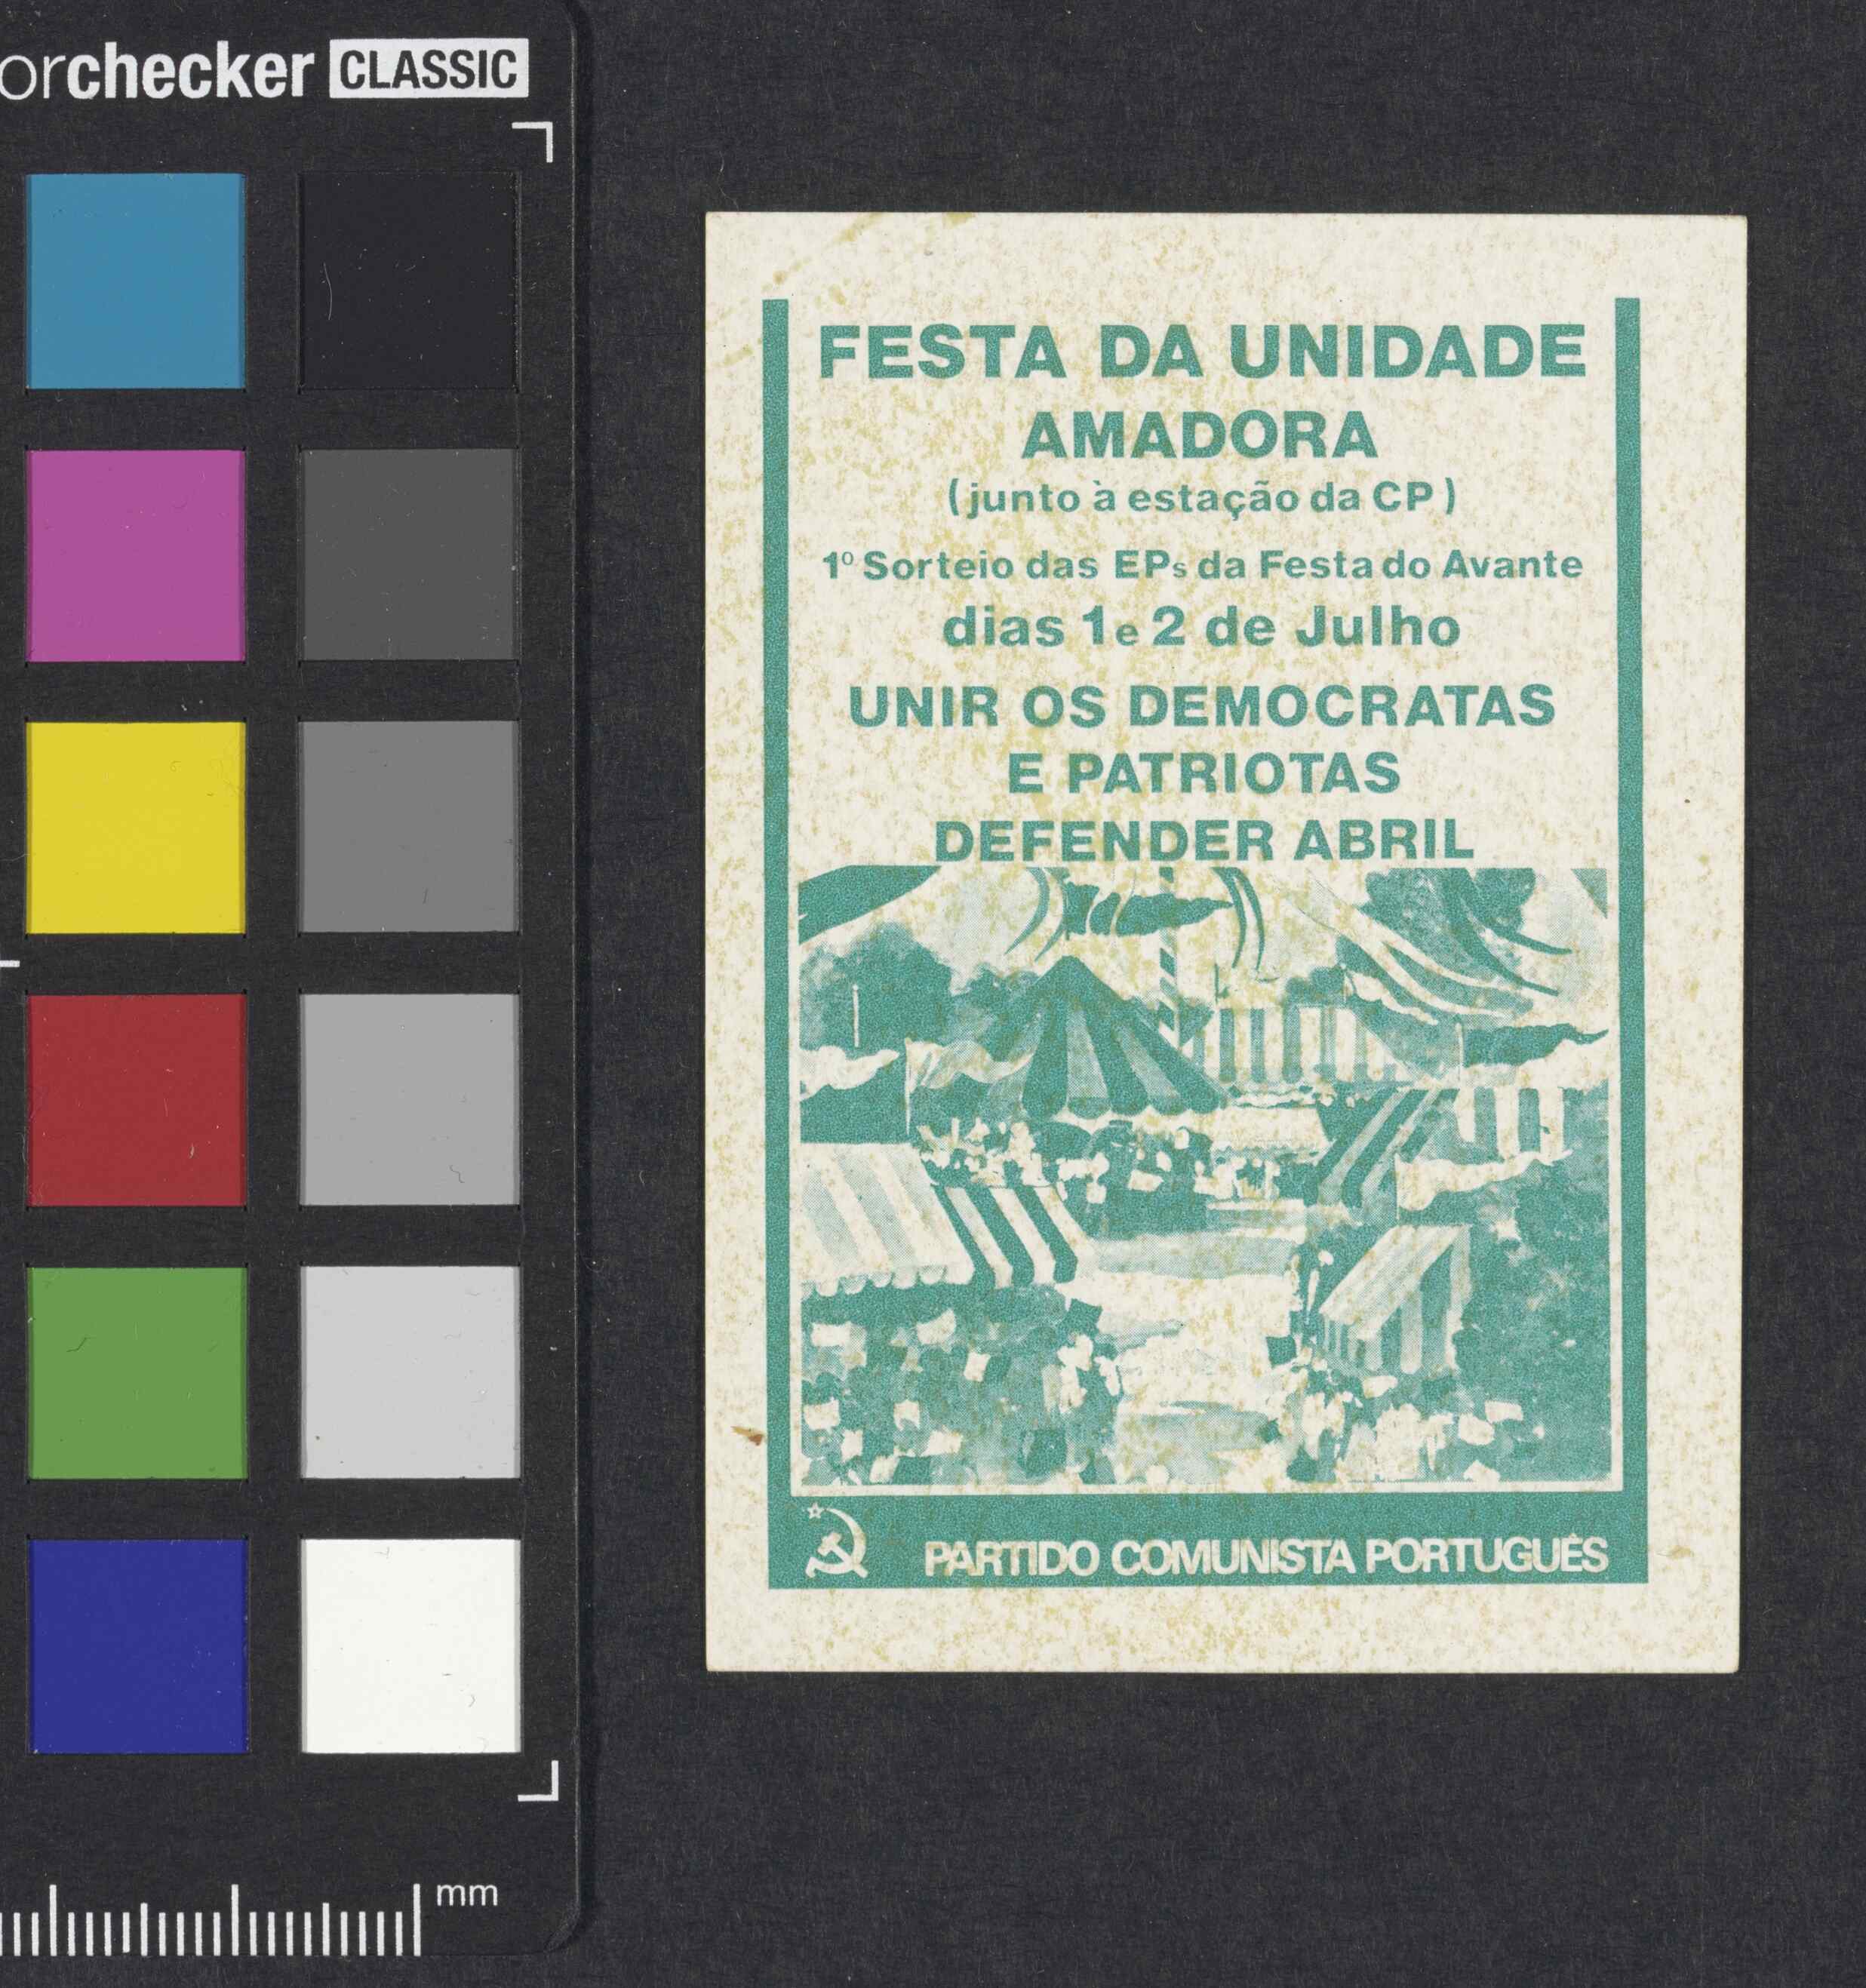 orchecker CLASSIC
FESTA DA UNIDADE
AMADORA
(junto à estação da CP)
1º Sorteio das EPs da Festa do Avante
dias 1 e 2 de Julho
UNIR OS DEMOCRATAS
E PATRIOTAS
DEFENDER ABRIL
PARTIDO COMUNISTA PORTUGUÊS
mm